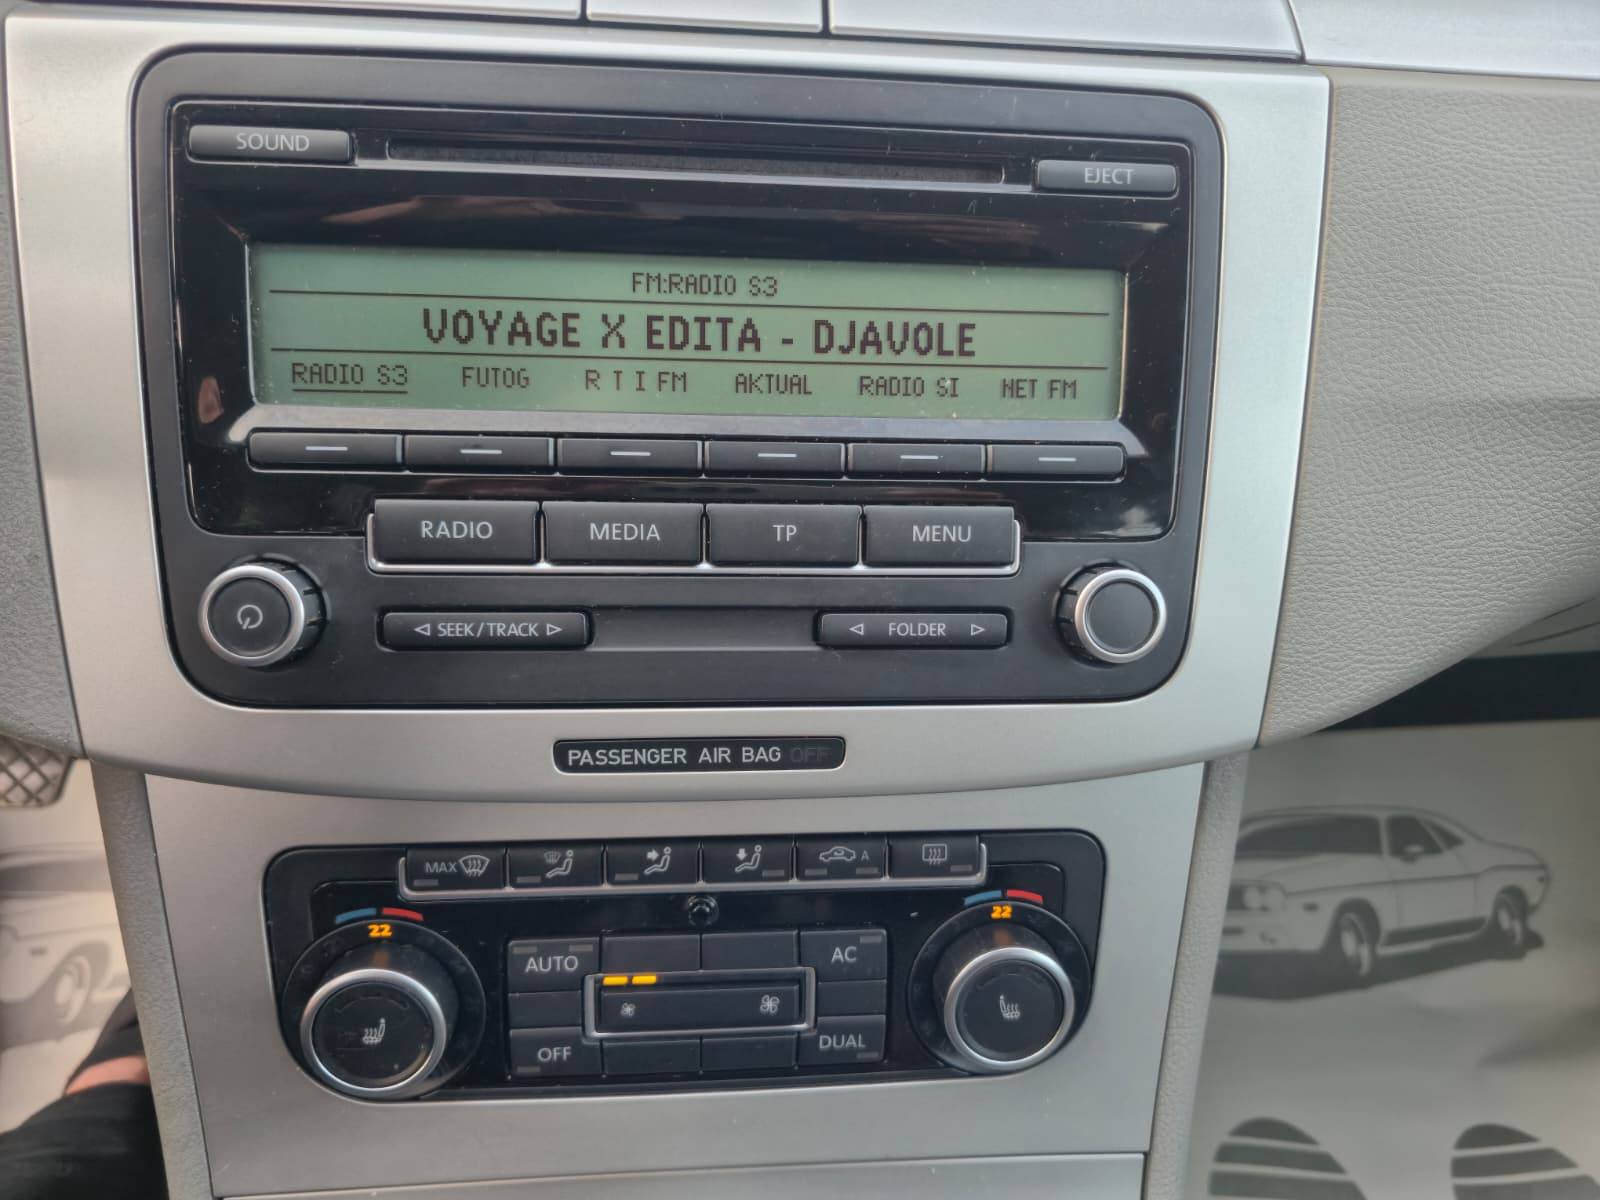 SOUND
EJECT
FM:RADIO S3
VOYAGE X EDITA - DJAVOLE
RADIO S3 FUTOG R T I FM AKTUAL RADIO SI NET FM
RADIO MEDIA TP MENU
SEEK/TRACK FOLDER
PASSENGER AIR BAG OFF
MAX A
22 22
AUTO AC
OFF DUAL